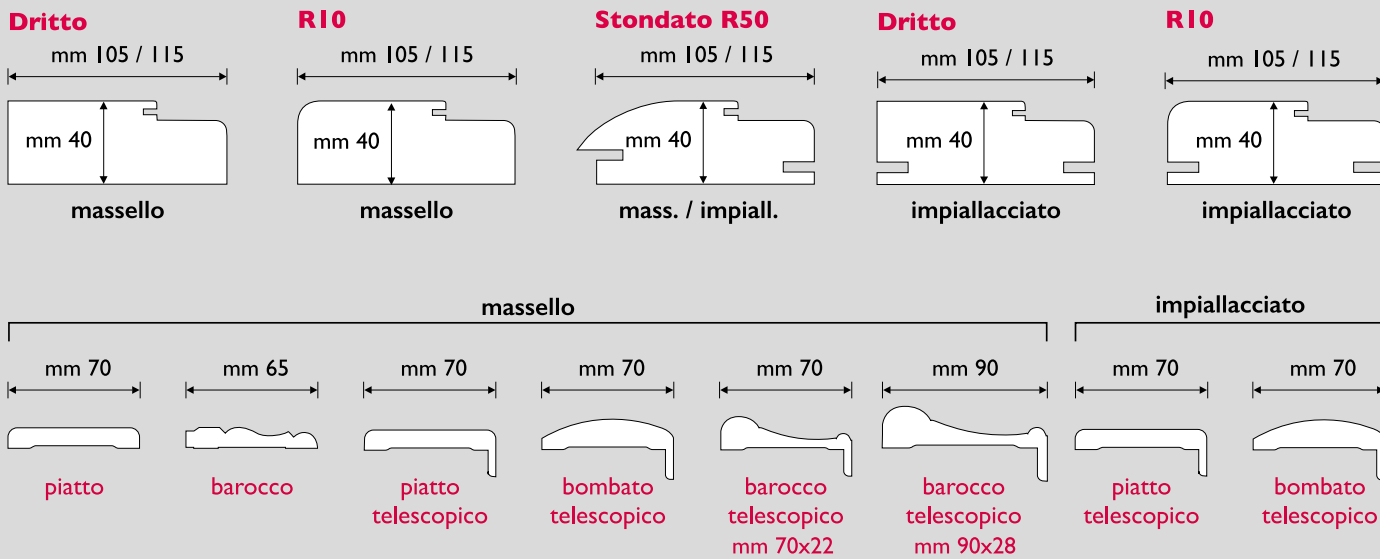 Dritto
mm 105 / 115
mm 40
massello
R10
mm 105 / 115
mm 40
massello
Stondato R50
mm 105 / 115
mm 40
mass. / impiall.
Dritto
mm 105 / 115
mm 40
impiallacciato
R10
mm 105 / 115
mm 40
impiallacciato
massello
mm 70
piatto
mm 65
barocco
mm 70
piatto
telescopico
mm 70
bombato
telescopico
mm 70
barocco
telescopico
mm 70x22
mm 90
barocco
telescopico
mm 90x28
impiallacciato
mm 70
piatto
telescopico
mm 70
bombato
telescopico